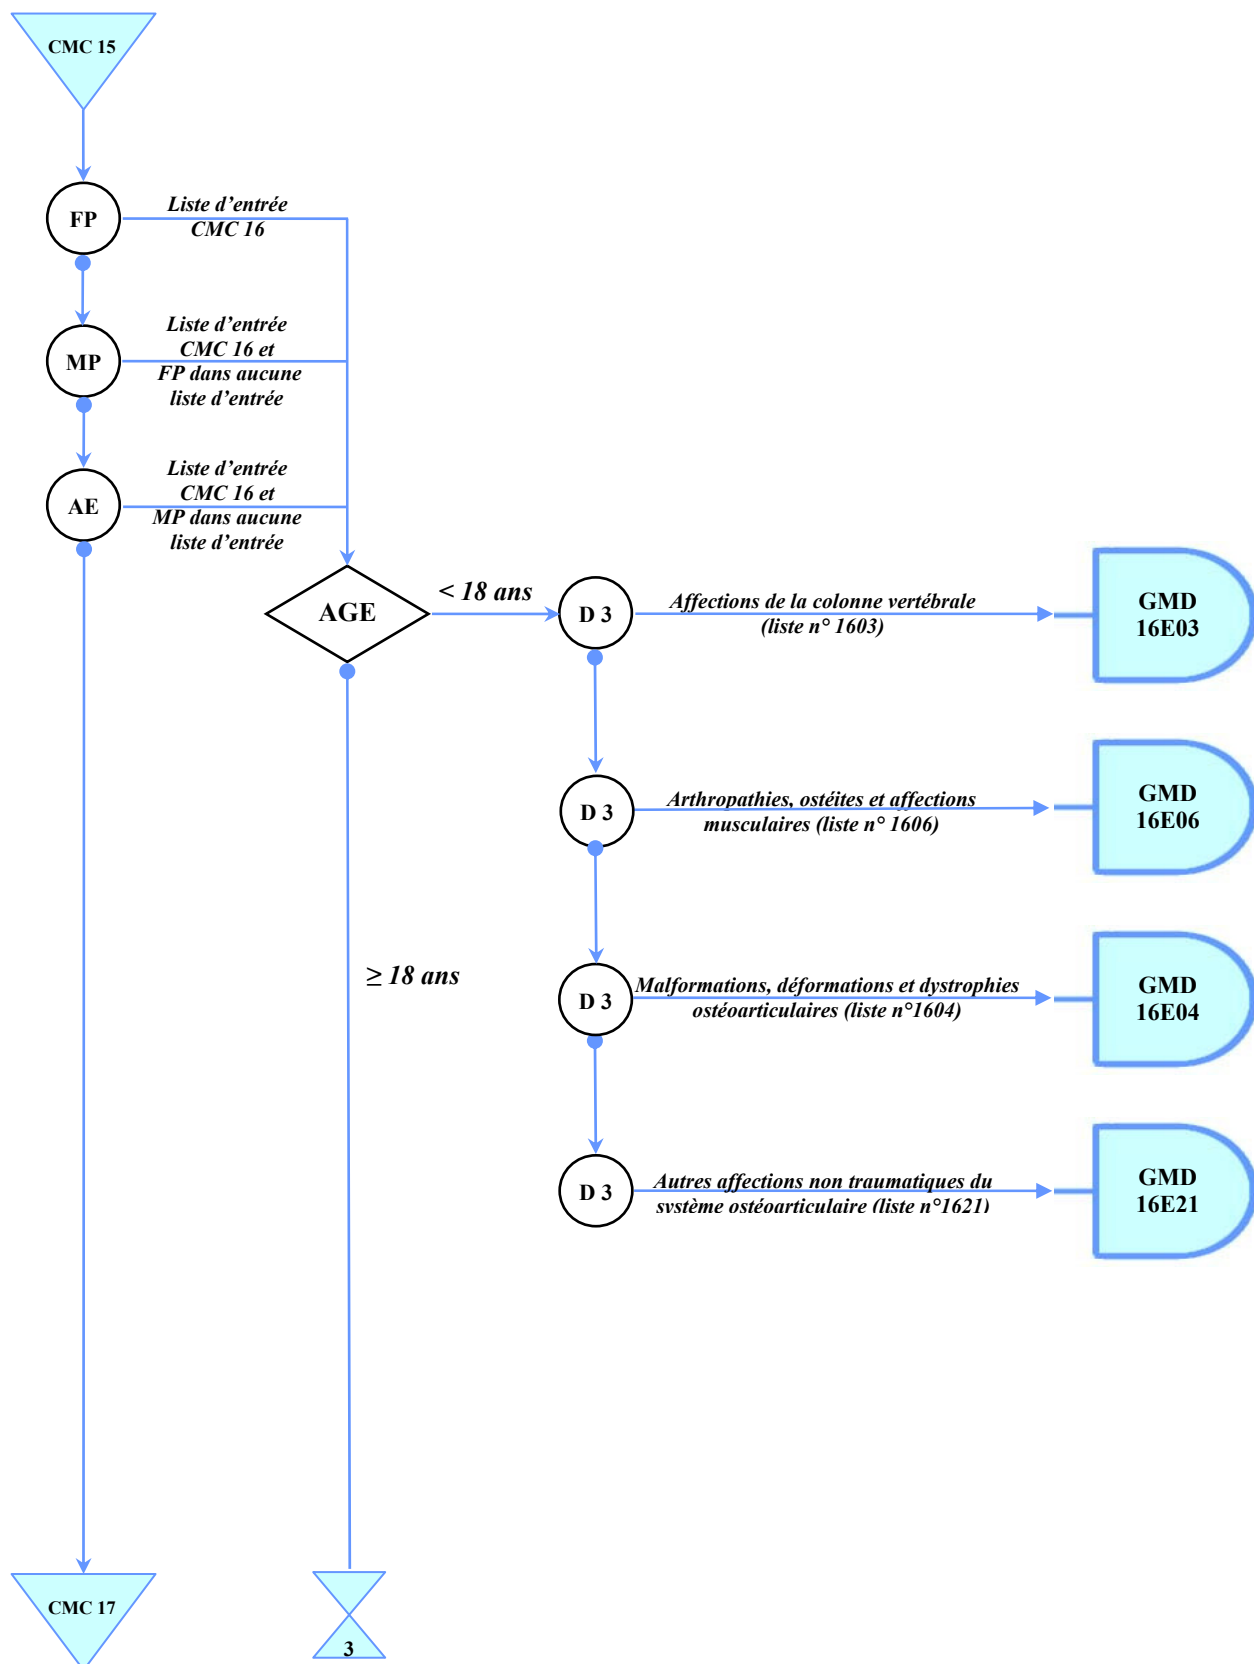 CMC 15
FP
Liste d’entrée
CMC 16
MP
Liste d’entrée
CMC 16 et
FP dans aucune
liste d’entrée
AE
Liste d’entrée
CMC 16 et
MP dans aucune
liste d’entrée
AGE
< 18 ans
D 3
Affections de la colonne vertébrale
(liste n° 1603)
GMD
16E03
D 3
Arthropathies, ostéites et affections
musculaires (liste n° 1606)
GMD
16E06
≥ 18 ans
D 3
Malformations, déformations et dystrophies
ostéoarticulaires (liste n°1604)
GMD
16E04
D 3
Autres affections non traumatiques du
système ostéoarticulaire (liste n°1621)
GMD
16E21
CMC 17
3